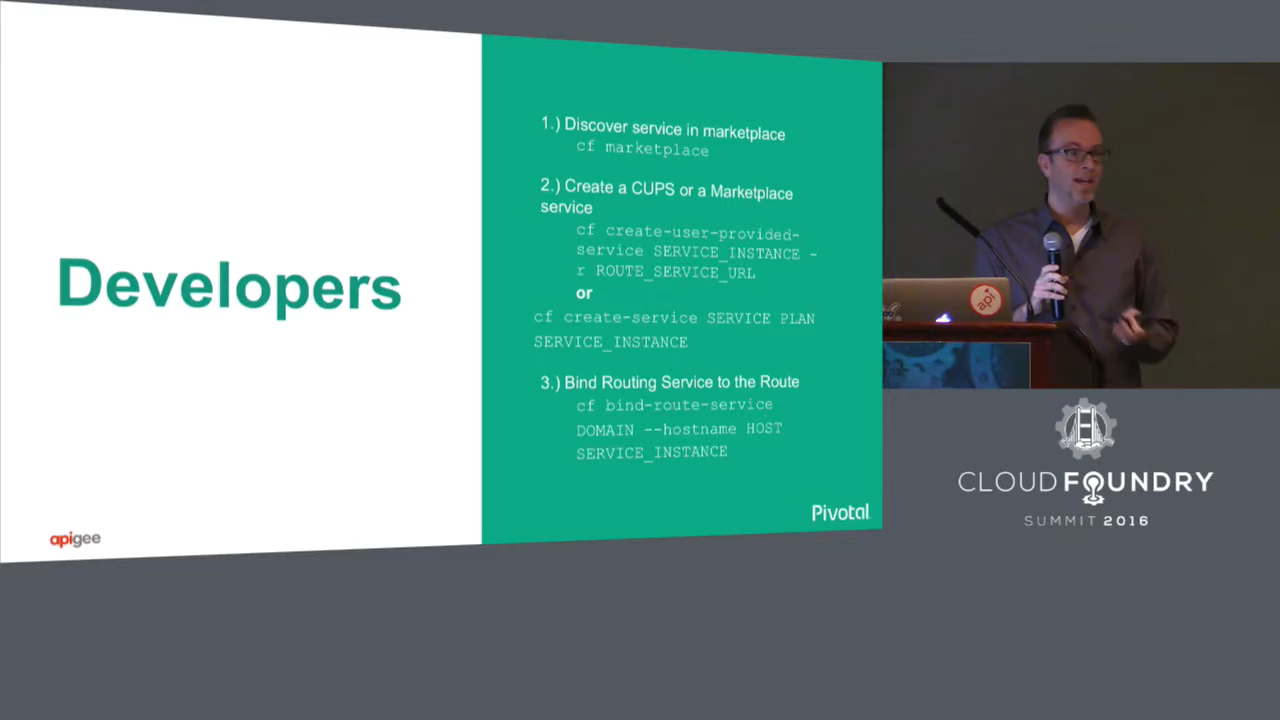 Developers
apigee
1.) Discover service in marketplace
cf marketplace
2.) Create a CUPS or a Marketplace
service
cf create-user-provided-
service SERVICE_INSTANCE -
r ROUTE_SERVICE_URL
or
cf create-service SERVICE PLAN
SERVICE_INSTANCE
3.) Bind Routing Service to the Route
cf bind-route-service
DOMAIN --hostname HOST
SERVICE_INSTANCE
Pivotal
api
CLOUD FOUNDRY
SUMMIT 2016